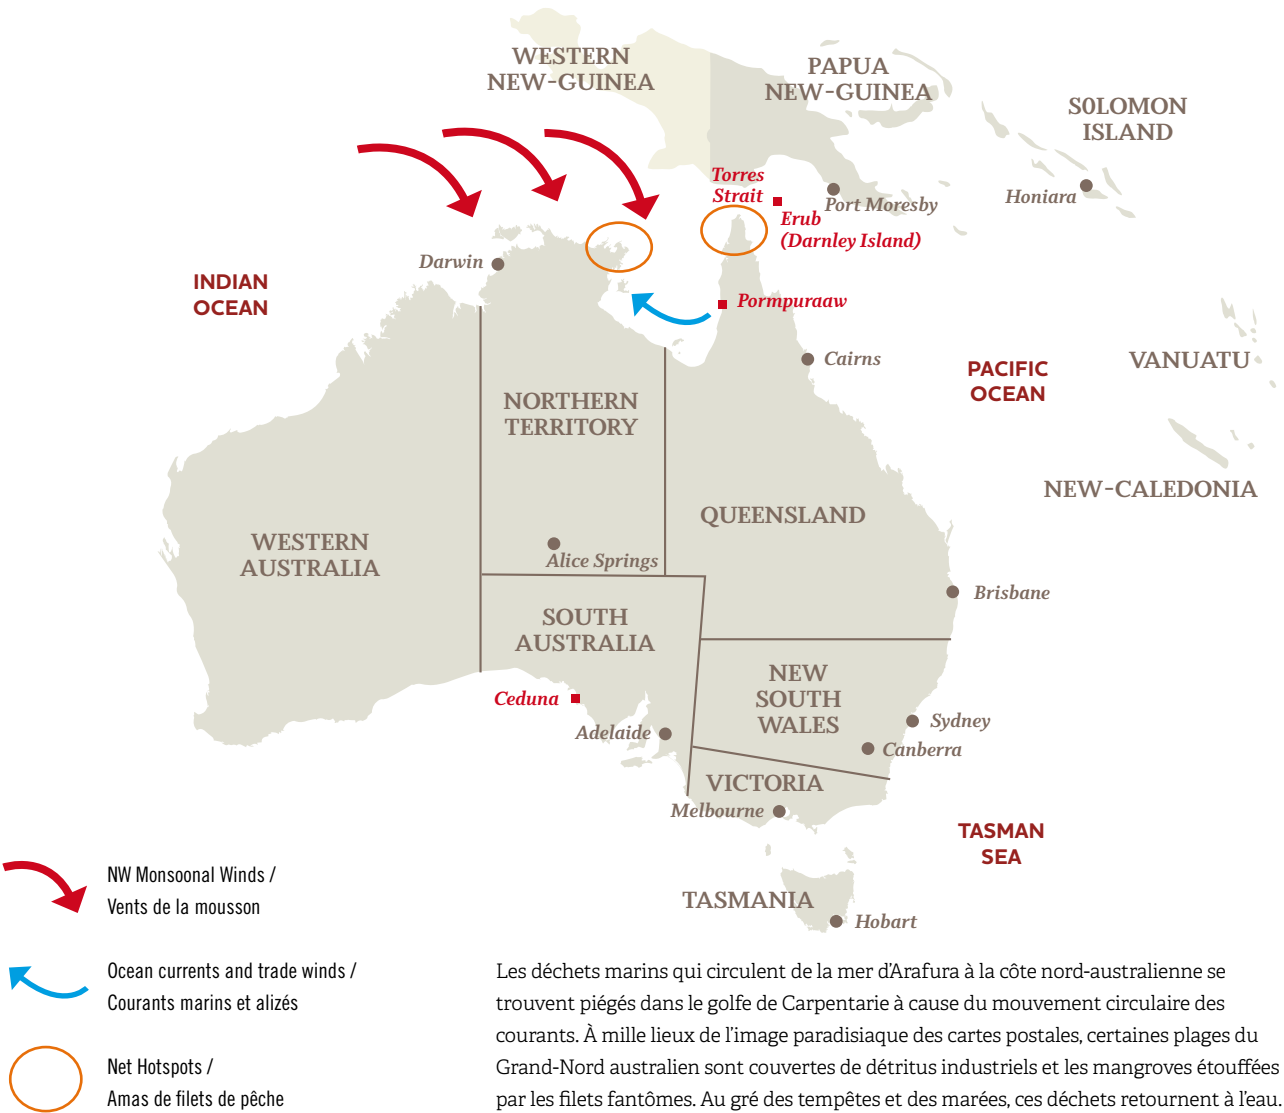 WESTERN
NEW-GUINEA
PAPUA
NEW-GUINEA
S0LOMON
ISLAND
Torres
Strait
Port Moresby
Honiara
Erub
(Darnley Island)
Darwin
INDIAN
OCEAN
Pormpuraaw
Cairns
PACIFIC
OCEAN
VANUATU
NORTHERN
TERRITORY
NEW-CALEDONIA
QUEENSLAND
WESTERN
AUSTRALIA
Alice Springs
Brisbane
SOUTH
AUSTRALIA
NEW
SOUTH
WALES
Ceduna
Adelaide
Sydney
Canberra
VICTORIA
Melbourne
TASMAN
SEA
TASMANIA
Hobart
NW Monsoonal Winds /
Vents de la mousson
Ocean currents and trade winds /
Courants marins et alizés
Net Hotspots /
Amas de filets de pêche
Les déchets marins qui circulent de la mer d'Arafura à la côte nord-australienne se
trouvent piégés dans le golfe de Carpentarie à cause du mouvement circulaire des
courants. À mille lieux de l'image paradisiaque des cartes postales, certaines plages du
Grand-Nord australien sont couvertes de détritus industriels et les mangroves étouffées
par les filets fantômes. Au gré des tempêtes et des marées, ces déchets retournent à l'eau.